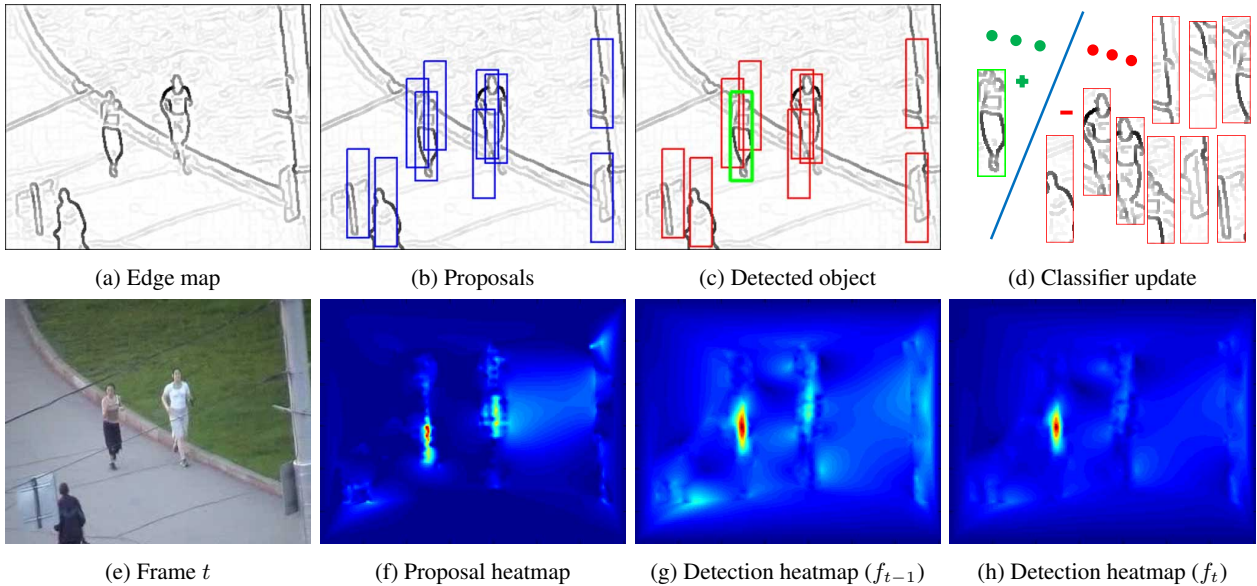 (a) Edge map
(b) Proposals
(c) Detected object
(d) Classifier update
(e) Frame t
(f) Proposal heatmap
(g) Detection heatmap (f_{t−1})
(h) Detection heatmap (f_t)